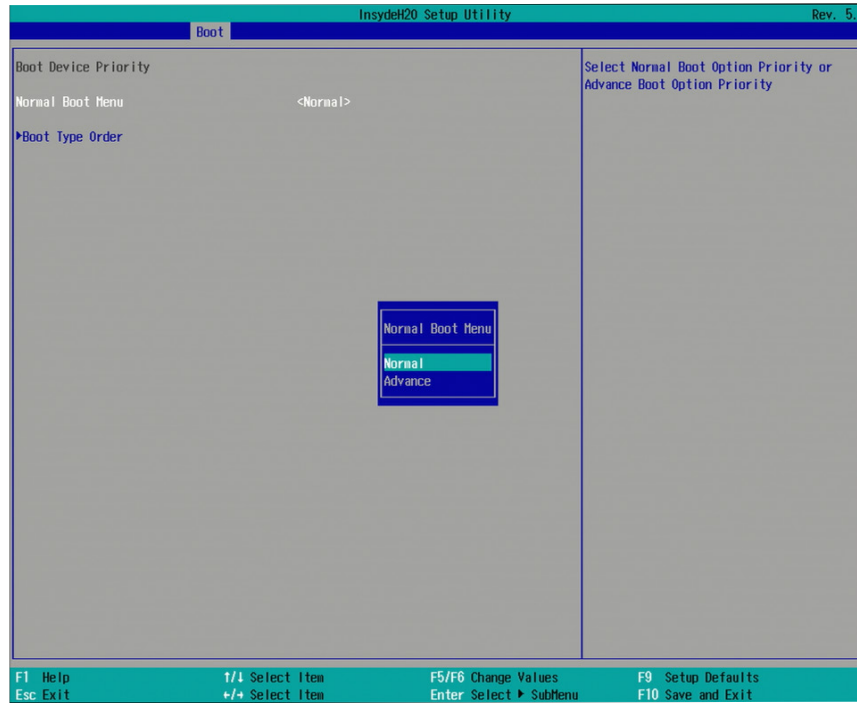 InsydeH20 Setup Utility Rev. 5.
Boot
Boot Device Priority
Normal Boot Menu <Normal>
▶Boot Type Order
Select Normal Boot Option Priority or
Advance Boot Option Priority
Normal Boot Menu
Normal
Advance
F1 Help ↑/↓ Select Item F5/F6 Change Values F9 Setup Defaults
Esc Exit ←/→ Select Item Enter Select ▶ SubMenu F10 Save and Exit